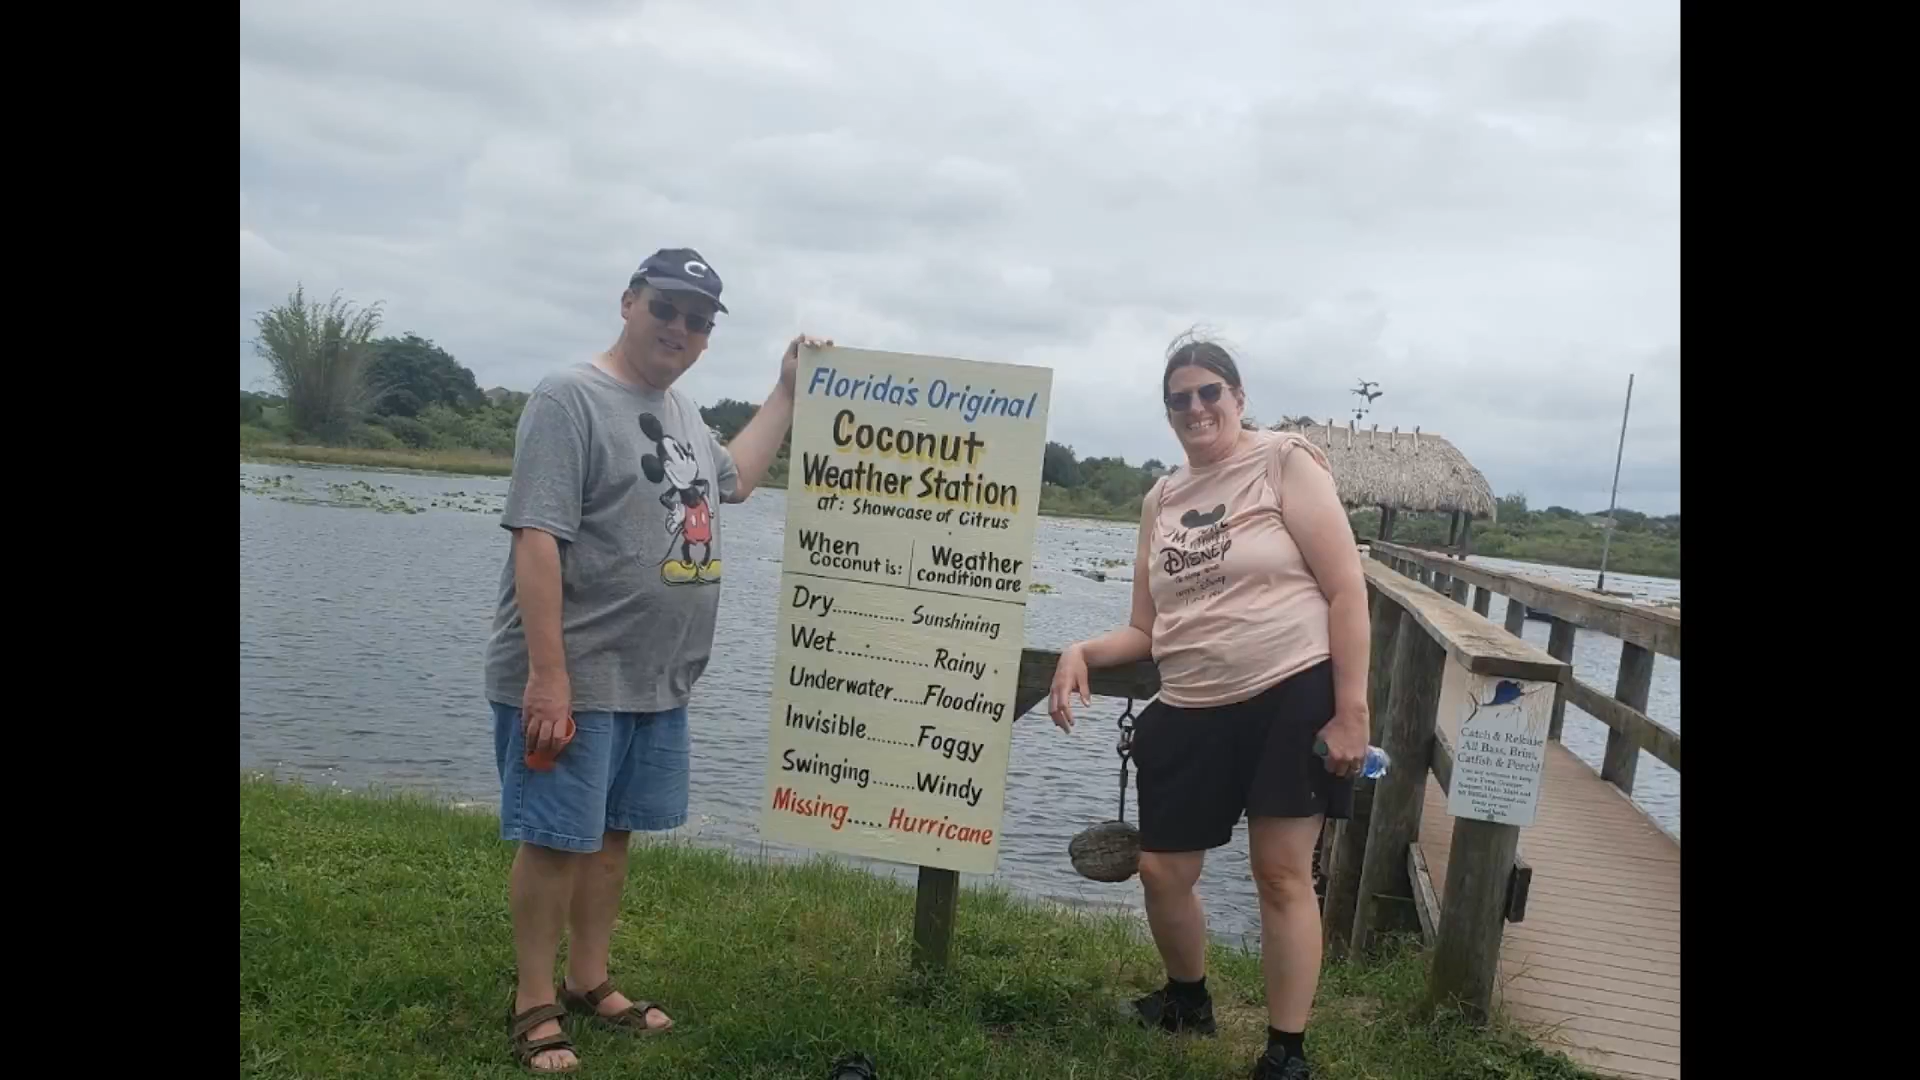 C
Florida's Original
Coconut
Weather Station
at: Showcase of Citrus
When Coconut is: Weather Condition are
Dry........... Sunshining
Wet.............. Rainy
Underwater.....Flooding
Invisible........Foggy
Swinging......Windy
Missing..... Hurricane
I'M
Disney
Catch & Release
All Bass, Brim,
Catfish & Perch!